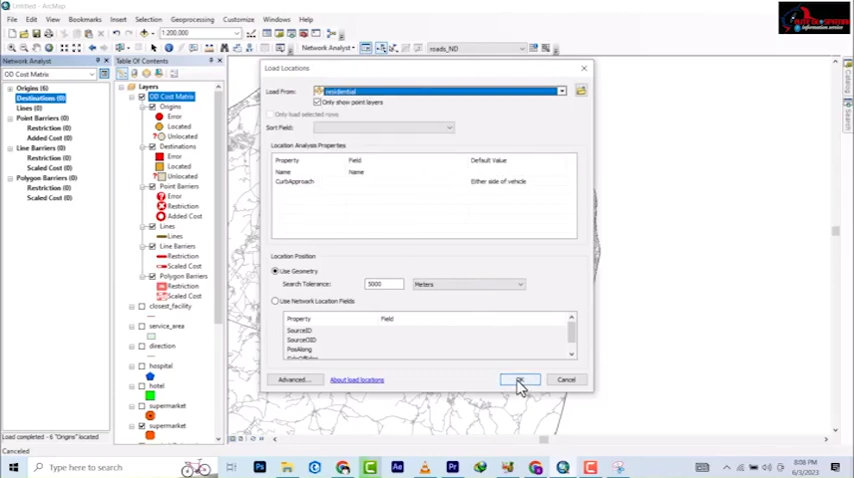 Untitled - ArcMap
File Edit View Bookmarks Insert Selection Geoprocessing Customize Windows Help
1:200,000
Network Analyst roads_ND
Network Analyst
OD Cost Matrix
Origins (6)
Destinations (0)
Lines (0)
Point Barriers
Restriction (0)
Added Cost (0)
Line Barriers
Restriction (0)
Scaled Cost (0)
Polygon Barriers
Restriction (0)
Scaled Cost (0)
Load completed - 6 "Origins" located
Canceled
Table Of Contents
Layers
OD Cost Matrix
Origins
Error
Located
Unlocated
Destinations
Error
Located
Unlocated
Point Barriers
Error
Restriction
Added Cost
Lines
Lines
Line Barriers
Restriction
Scaled Cost
Polygon Barriers
Restriction
Scaled Cost
closest_facility
service_area
direction
hospital
hotel
supermarket
supermarket
Load Locations
Load From: residential
Only show point layers
Only load selected rows
Sort Field:
Location Analysis Properties
Property Field Default Value
Name Name
CurbApproach Either side of vehicle
Location Position
Use Geometry
Search Tolerance: 5000 Meters
Use Network Location Fields
Property Field
SourceID
SourceOID
PosAlong
SideOfEdge
Advanced... About load locations OK Cancel
Catalog
Search
Information service
Type here to search
8:08 PM
6/3/2023